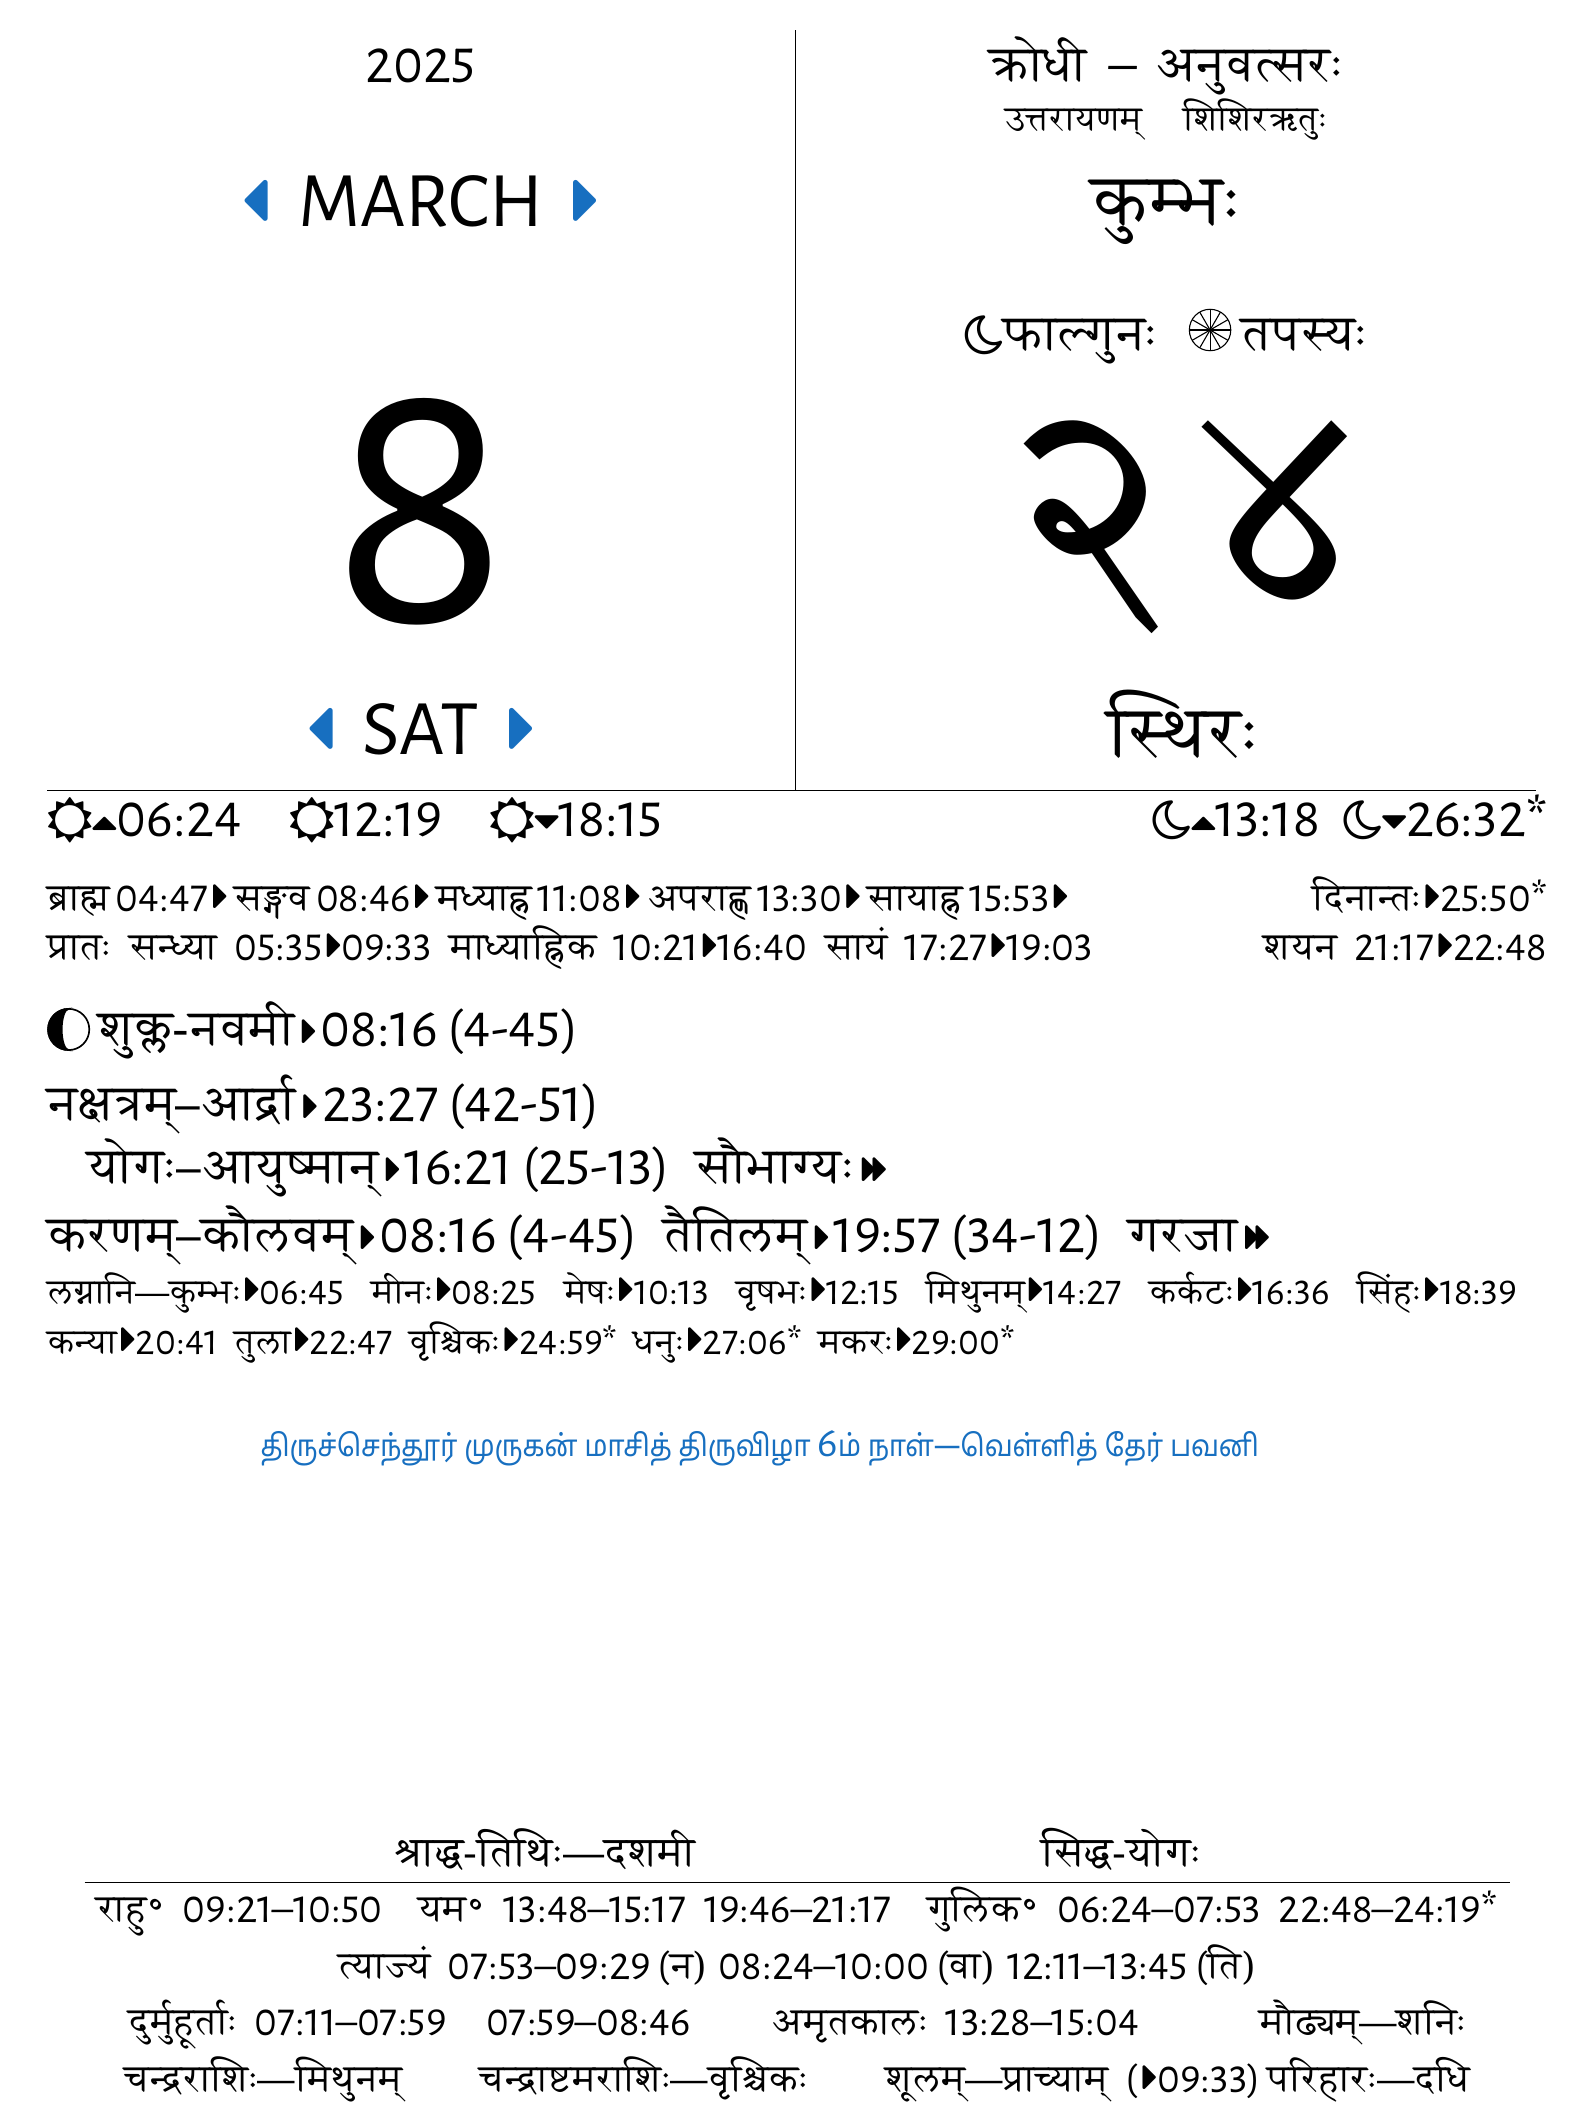 2025
MARCH
8
SAT
क्रोधी – अनुवत्सरः
उत्तरायणम् शिशिरऋतुः
कुम्भः
फाल्गुनः तपस्यः
२४
स्थिरः
06:24 12:19 18:15 13:18 26:32*
ब्राह्म 04:47 सङ्गव 08:46 मध्याह्न 11:08 अपराह्ण 13:30 सायाह्न 15:53 दिनान्तः 25:50*
प्रातः सन्ध्या 05:35 09:33 माध्याह्निक 10:21 16:40 सायं 17:27 19:03 शयन 21:17 22:48
शुक्ल-नवमी 08:16 (4-45)
नक्षत्रम्–आर्द्रा 23:27 (42-51)
योगः–आयुष्मान् 16:21 (25-13) सौभाग्यः
करणम्–कौलवम् 08:16 (4-45) तैतिलम् 19:57 (34-12) गरजा
लग्नानि—कुम्भः 06:45 मीनः 08:25 मेषः 10:13 वृषभः 12:15 मिथुनम् 14:27 कर्कटः 16:36 सिंहः 18:39
कन्या 20:41 तुला 22:47 वृश्चिकः 24:59* धनुः 27:06* मकरः 29:00*
திருச்செந்தூர் முருகன் மாசித் திருவிழா 6ம் நாள்—வெள்ளித் தேர் பவனி
श्राद्ध-तिथिः—दशमी सिद्ध-योगः
राहु॰ 09:21–10:50 यम॰ 13:48–15:17 19:46–21:17 गुलिक॰ 06:24–07:53 22:48–24:19*
त्याज्यं 07:53–09:29 (न) 08:24–10:00 (वा) 12:11–13:45 (ति)
दुर्मुहूर्ताः 07:11–07:59 07:59–08:46 अमृतकालः 13:28–15:04 मौढ्यम्—शनिः
चन्द्रराशिः—मिथुनम् चन्द्राष्टमराशिः—वृश्चिकः शूलम्—प्राच्याम् (09:33) परिहारः—दधि